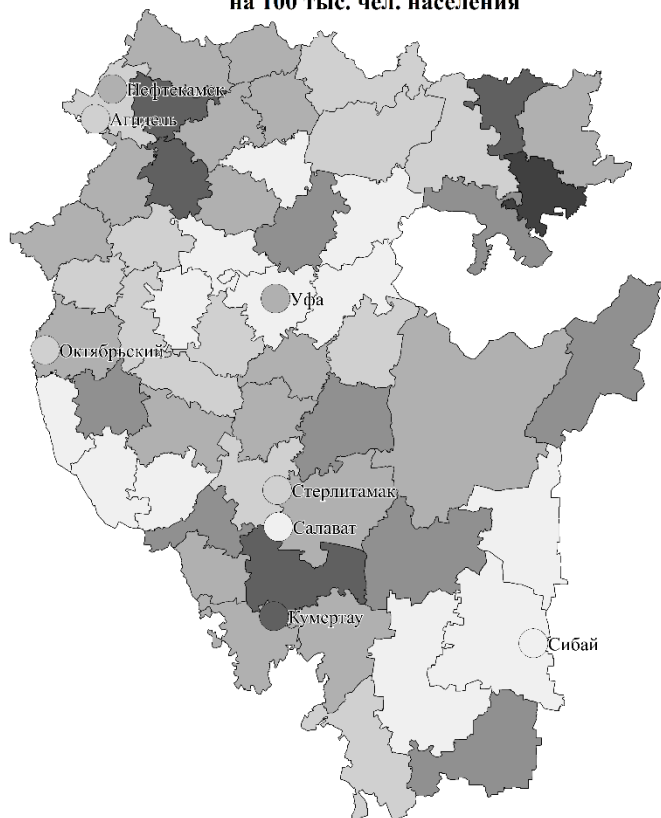 на 100 тыс. чел. населения
Нефтекамск
Агидель
Уфа
Октябрьский
Стерлитамак
Салават
Кумертау
Сибай